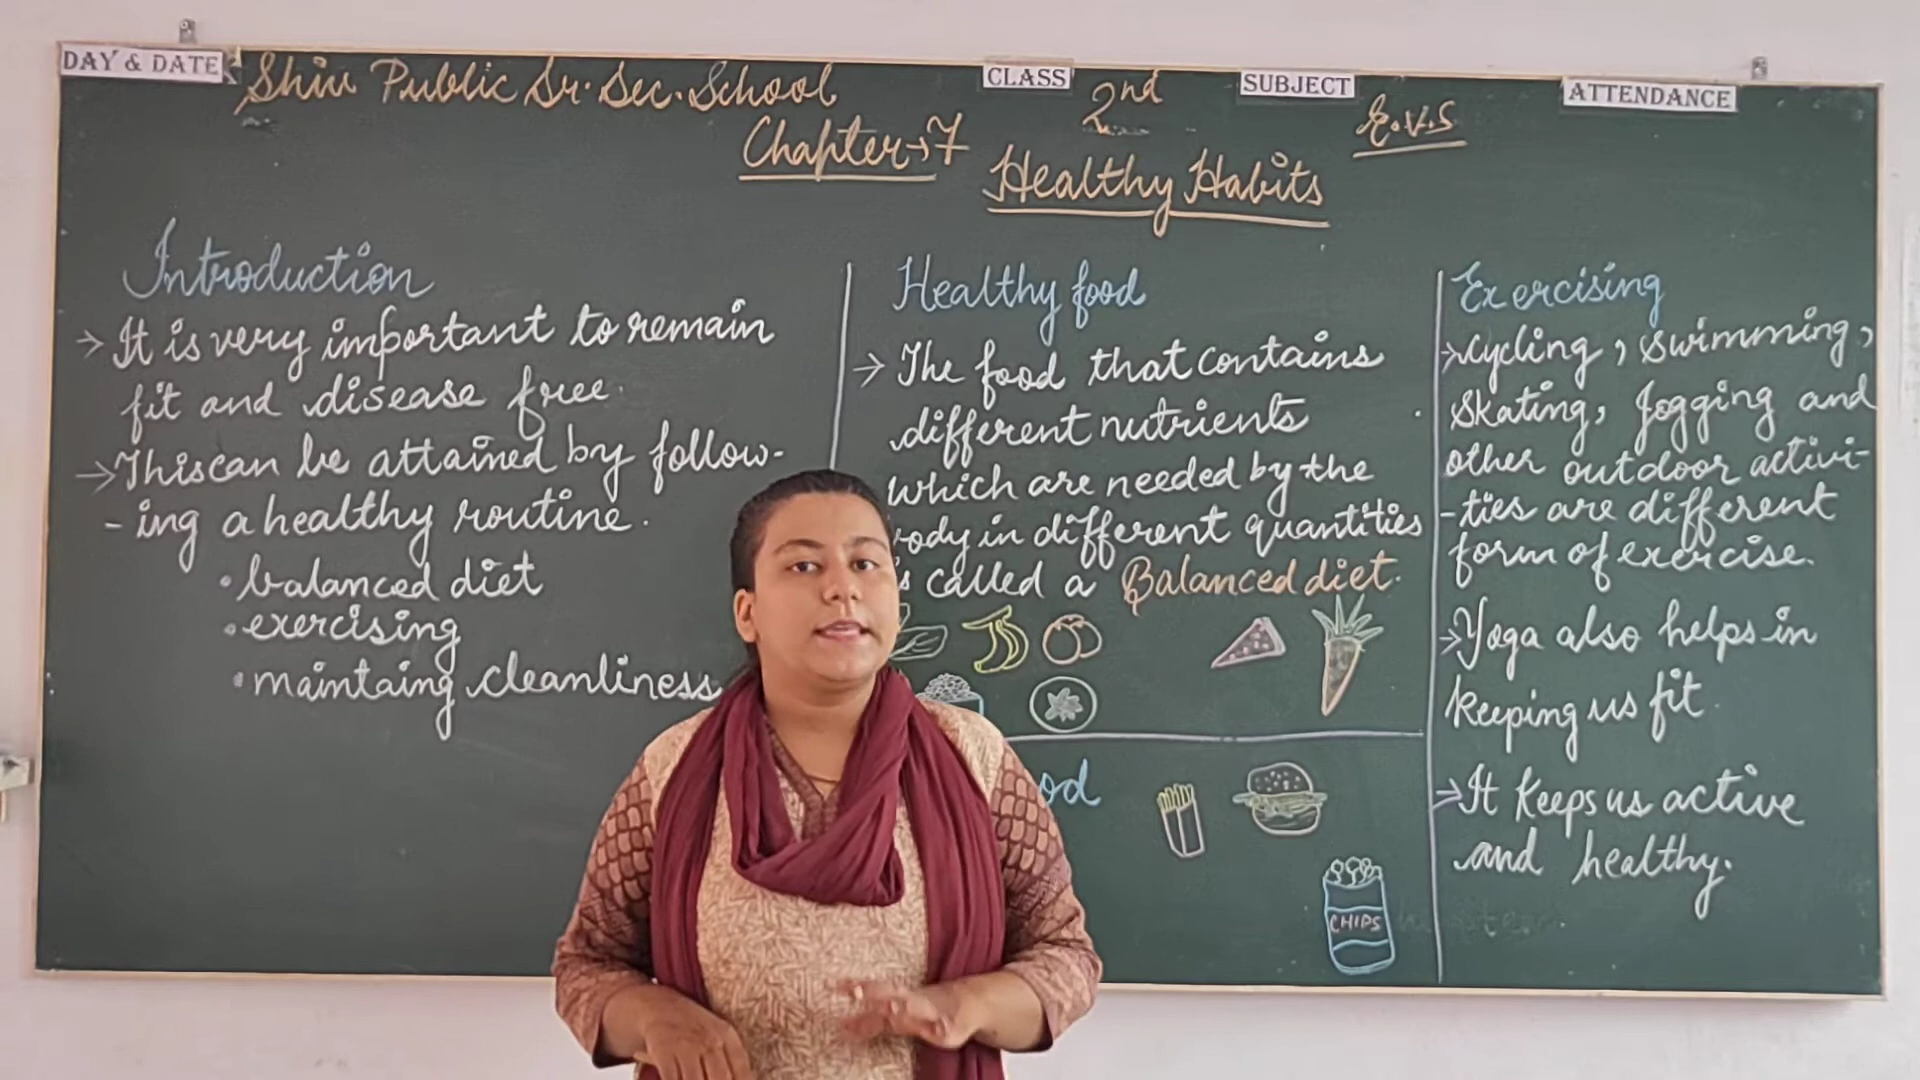 DAY & DATE
Shiv Public Sr. Sec. School
CLASS
2nd
SUBJECT
E.V.S
ATTENDANCE
Chapter→7
Healthy Habits
Introduction
→ It is very important to remain
fit and disease free.
→ This can be attained by follow-
- ing a healthy routine.
• balanced diet
• exercising
• maintaing cleanliness
Healthy food
→ The food that contains
different nutrients
which are needed by the
body in different quantities
is called a Balanced diet.
CHIPS
Exercising
→ Cycling, Swimming,
Skating, Jogging and
other outdoor activi-
-ties are different
form of exercise.
→ Yoga also helps in
keeping us fit.
→ It keeps us active
and healthy.